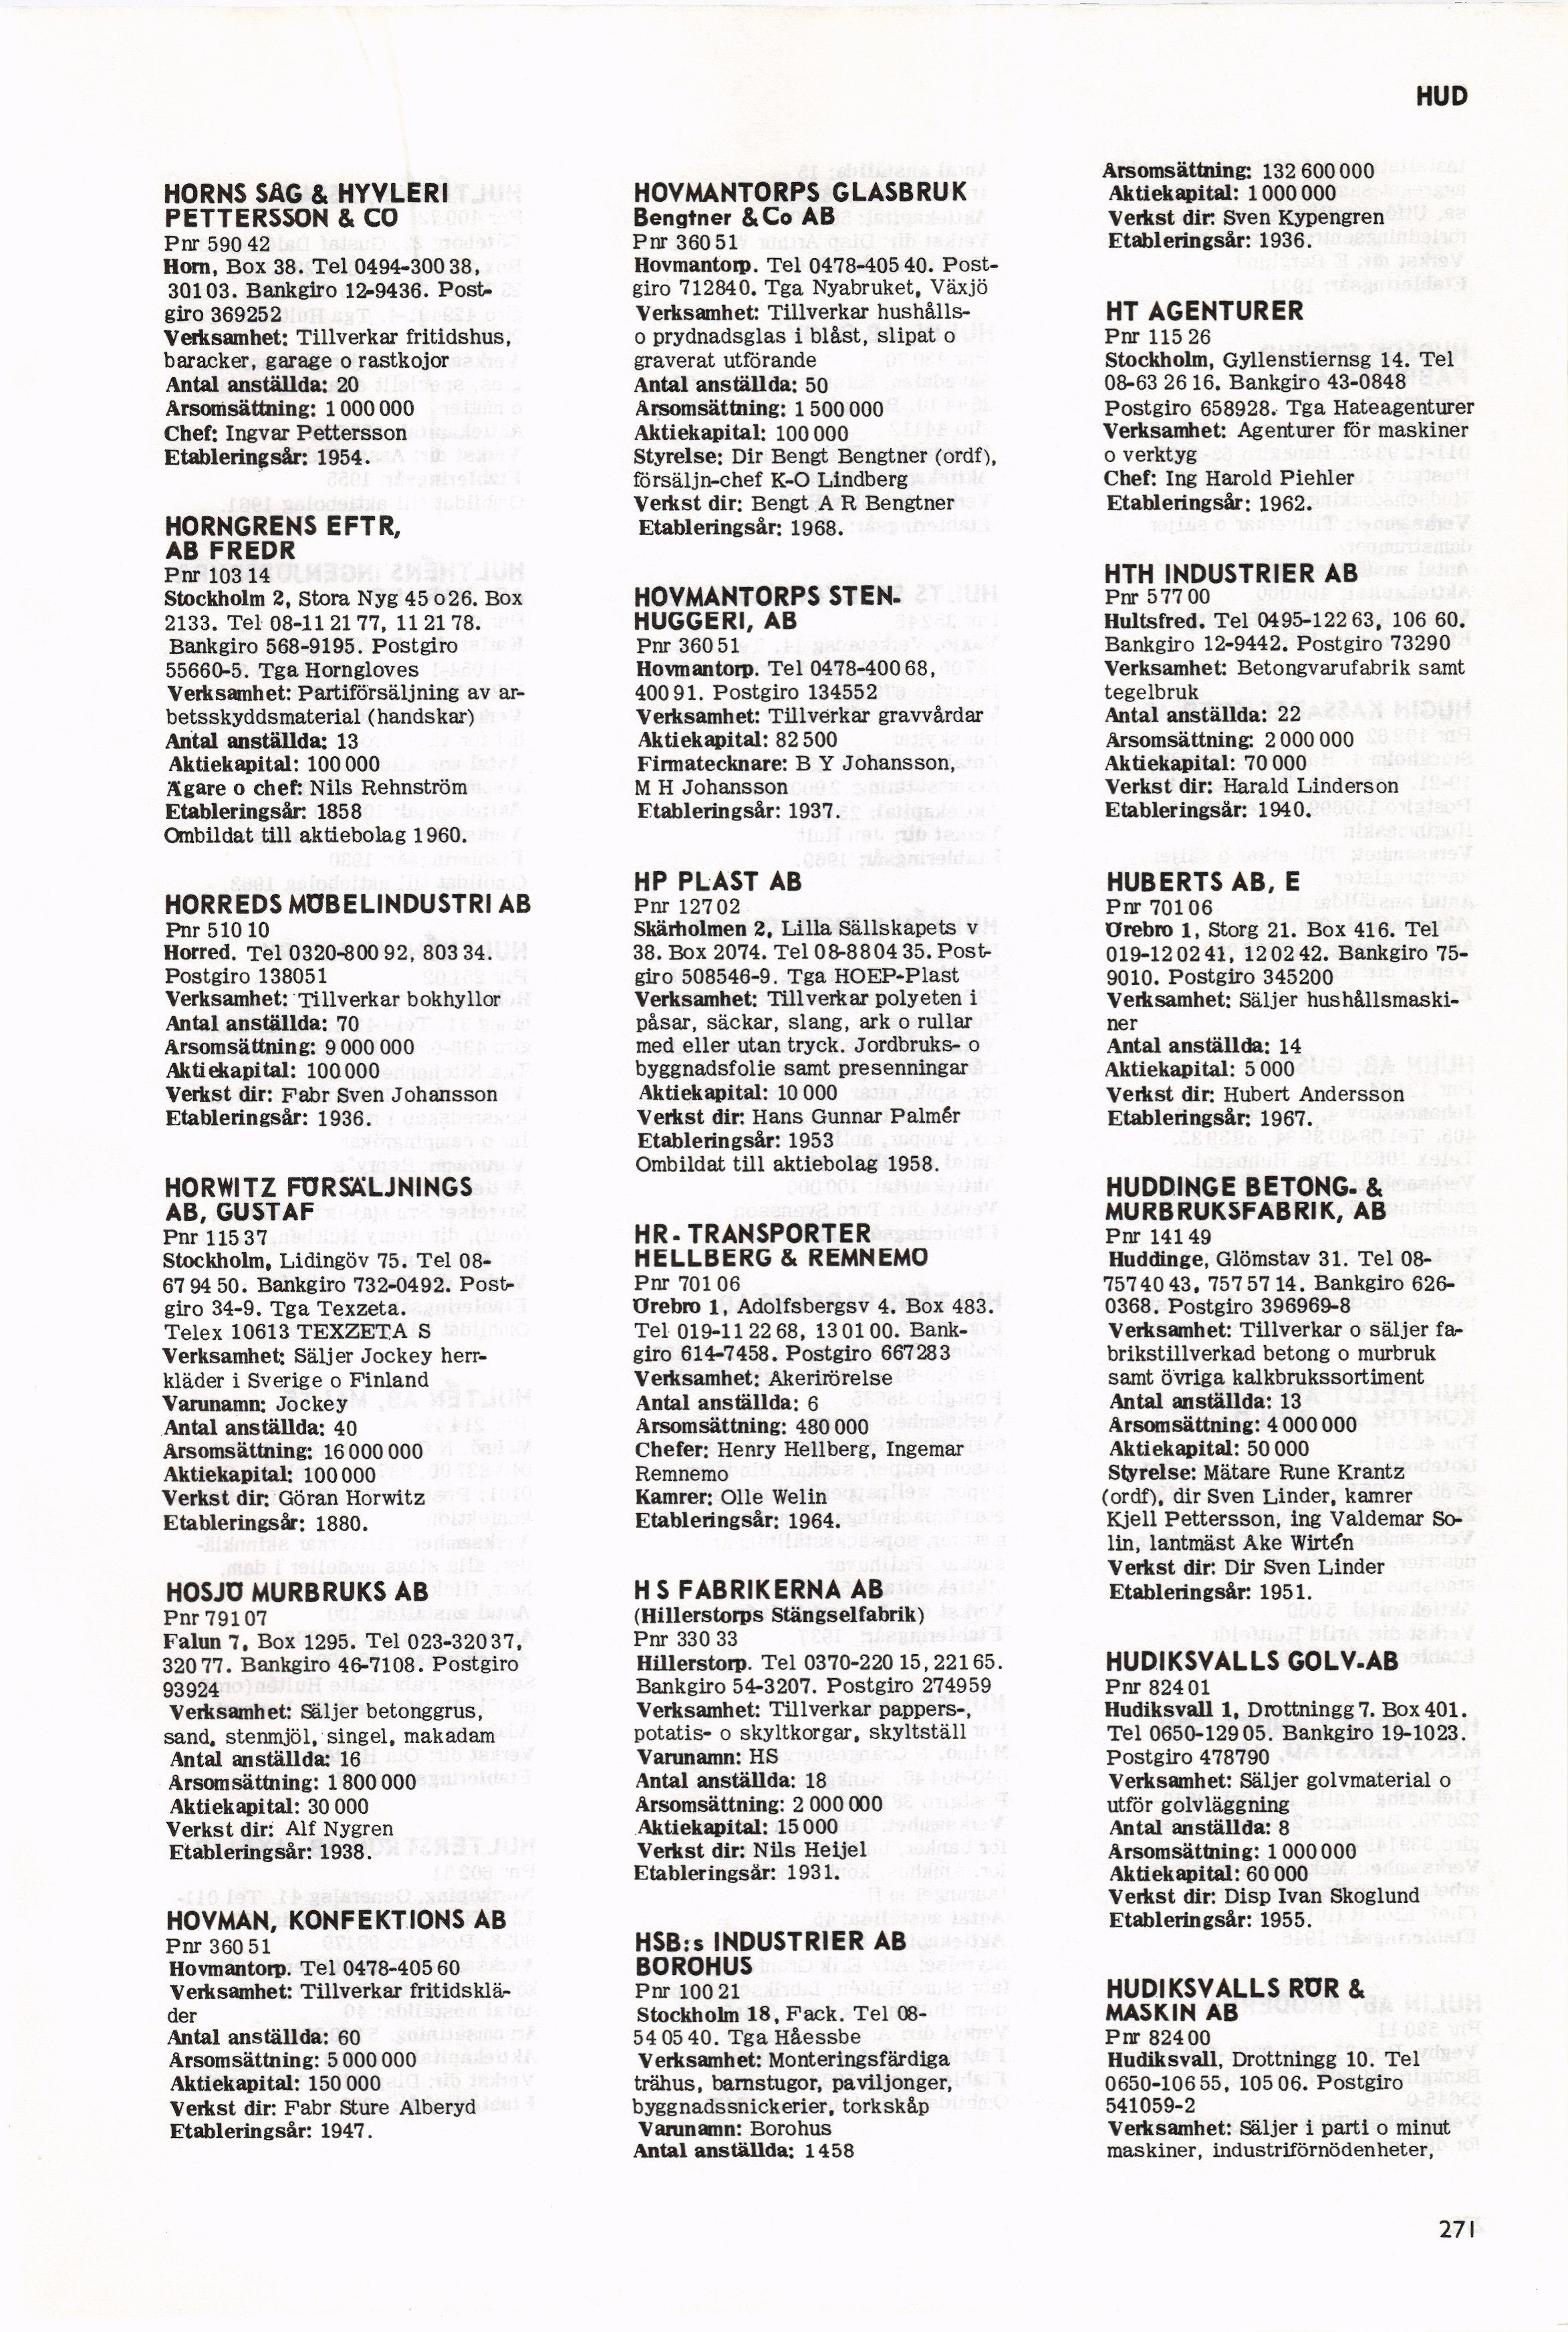 HUD
HORNS SÅG & HYVLERI
PETTERSSON & CO
Pnr 590 42
Horn, Box 38. Tel 0494-300 38,
301 03. Bankgiro 12-9436. Post-
giro 369252
Verksamhet: Tillverkar fritidshus,
baracker, garage o rastkojor
Antal anställda: 20
Årsomsättning: 1 000 000
Chef: Ingvar Pettersson
Etableringsår: 1954.
HORNGRENS EFTR,
AB FREDR
Pnr 103 14
Stockholm 2, Stora Nyg 45 o 26. Box
2133. Tel 08-11 21 77, 11 21 78.
Bankgiro 568-9195. Postgiro
55660-5. Tga Horngloves
Verksamhet: Partiförsäljning av ar-
betsskyddsmaterial (handskar)
Antal anställda: 13
Aktiekapital: 100 000
Ägare o chef: Nils Rehnström
Etableringsår: 1858
Ombildat till aktiebolag 1960.
HORREDS MÖBELINDUSTRI AB
Pnr 510 10
Horred. Tel 0320-800 92, 803 34.
Postgiro 138051
Verksamhet: Tillverkar bokhyllor
Antal anställda: 70
Årsomsättning: 9 000 000
Aktiekapital: 100 000
Verkst dir: Fabr Sven Johansson
Etableringsår: 1936.
HORWITZ FÖRSÄLJNINGS
AB, GUSTAF
Pnr 115 37
Stockholm, Lidingöv 75. Tel 08-
67 94 50. Bankgiro 732-0492. Post-
giro 34-9. Tga Texzeta.
Telex 10613 TEXZETA S
Verksamhet: Säljer Jockey herr-
kläder i Sverige o Finland
Varunamn: Jockey
Antal anställda: 40
Årsomsättning: 16 000 000
Aktiekapital: 100 000
Verkst dir: Göran Horwitz
Etableringsår: 1880.
HOSJÖ MURBRUKS AB
Pnr 791 07
Falun 7, Box 1295. Tel 023-320 37,
320 77. Bankgiro 46-7108. Postgiro
93924
Verksamhet: Säljer betonggrus,
sand, stenmjöl, singel, makadam
Antal anställda: 16
Årsomsättning: 1 800 000
Aktiekapital: 30 000
Verkst dir: Alf Nygren
Etableringsår: 1938.
HOVMAN, KONFEKTIONS AB
Pnr 360 51
Hovmantorp. Tel 0478-405 60
Verksamhet: Tillverkar fritidsklä-
der
Antal anställda: 60
Årsomsättning: 5 000 000
Aktiekapital: 150 000
Verkst dir: Fabr Sture Alberyd
Etableringsår: 1947.
HOVMANTORPS GLASBRUK
Bengtner & Co AB
Pnr 360 51
Hovmantorp. Tel 0478-405 40. Post-
giro 712840. Tga Nyabruket, Växjö
Verksamhet: Tillverkar hushålls-
o prydnadsglas i blåst, slipat o
graverat utförande
Antal anställda: 50
Årsomsättning: 1 500 000
Aktiekapital: 100 000
Styrelse: Dir Bengt Bengtner (ordf),
försäljn-chef K-O Lindberg
Verkst dir: Bengt A R Bengtner
Etableringsår: 1968.
HOVMANTORPS STEN-
HUGGERI, AB
Pnr 360 51
Hovmantorp. Tel 0478-400 68,
400 91. Postgiro 134552
Verksamhet: Tillverkar gravvårdar
Aktiekapital: 82 500
Firmatecknare: B Y Johansson,
M H Johansson
Etableringsår: 1937.
HP PLAST AB
Pnr 127 02
Skärholmen 2, Lilla Sällskapets v
38. Box 2074. Tel 08-88 04 35. Post-
giro 508546-9. Tga HOEP-Plast
Verksamhet: Tillverkar polyeten i
påsar, säckar, slang, ark o rullar
med eller utan tryck. Jordbruks- o
byggnadsfolie samt presenningar
Aktiekapital: 10 000
Verkst dir: Hans Gunnar Palmér
Etableringsår: 1953
Ombildat till aktiebolag 1958.
HR-TRANSPORTER
HELLBERG & REMNEMO
Pnr 701 06
Örebro 1, Adolfsbergsv 4. Box 483.
Tel 019-11 22 68, 13 01 00. Bank-
giro 614-7458. Postgiro 667283
Verksamhet: Åkerirörelse
Antal anställda: 6
Årsomsättning: 480 000
Chefer: Henry Hellberg, Ingemar
Remnemo
Kamrer: Olle Welin
Etableringsår: 1964.
H S FABRIKERNA AB
(Hillerstorps Stängselfabrik)
Pnr 330 33
Hillerstorp. Tel 0370-220 15, 221 65.
Bankgiro 54-3207. Postgiro 274959
Verksamhet: Tillverkar pappers-,
potatis- o skyltkorgar, skyltställ
Varunamn: HS
Antal anställda: 18
Årsomsättning: 2 000 000
Aktiekapital: 15 000
Verkst dir: Nils Heijel
Etableringsår: 1931.
HSB:s INDUSTRIER AB
BOROHUS
Pnr 100 21
Stockholm 18, Fack. Tel 08-
54 05 40. Tga Håessbe
Verksamhet: Monteringsfärdiga
trähus, barnstugor, paviljonger,
byggnadssnickerier, torkskåp
Varunamn: Borohus
Antal anställda: 1458
Årsomsättning: 132 600 000
Aktiekapital: 1 000 000
Verkst dir: Sven Kypengren
Etableringsår: 1936.
HT AGENTURER
Pnr 115 26
Stockholm, Gyllenstiernsg 14. Tel
08-63 26 16. Bankgiro 43-0848
Postgiro 658928. Tga Hateagenturer
Verksamhet: Agenturer för maskiner
o verktyg
Chef: Ing Harold Piehler
Etableringsår: 1962.
HTH INDUSTRIER AB
Pnr 577 00
Hultsfred. Tel 0495-122 63, 106 60.
Bankgiro 12-9442. Postgiro 73290
Verksamhet: Betongvarufabrik samt
tegelbruk
Antal anställda: 22
Årsomsättning: 2 000 000
Aktiekapital: 70 000
Verkst dir: Harald Linderson
Etableringsår: 1940.
HUBERTS AB, E
Pnr 701 06
Örebro 1, Storg 21. Box 416. Tel
019-12 02 41, 12 02 42. Bankgiro 75-
9010. Postgiro 345200
Verksamhet: Säljer hushållsmaski-
ner
Antal anställda: 14
Aktiekapital: 5 000
Verkst dir: Hubert Andersson
Etableringsår: 1967.
HUDDINGE BETONG- &
MURBRUKSFABRIK, AB
Pnr 141 49
Huddinge, Glömstav 31. Tel 08-
757 40 43, 757 57 14. Bankgiro 626-
0368. Postgiro 396969-8
Verksamhet: Tillverkar o säljer fa-
brikstillverkad betong o murbruk
samt övriga kalkbrukssortiment
Antal anställda: 13
Årsomsättning: 4 000 000
Aktiekapital: 50 000
Styrelse: Mätare Rune Krantz
(ordf), dir Sven Linder, kamrer
Kjell Pettersson, ing Valdemar So-
lin, lantmäst Åke Wirtén
Verkst dir: Dir Sven Linder
Etableringsår: 1951.
HUDIKSVALLS GOLV-AB
Pnr 824 01
Hudiksvall 1, Drottningg 7. Box 401.
Tel 0650-129 05. Bankgiro 19-1023.
Postgiro 478790
Verksamhet: Säljer golvmaterial o
utför golvläggning
Antal anställda: 8
Årsomsättning: 1 000 000
Aktiekapital: 60 000
Verkst dir: Disp Ivan Skoglund
Etableringsår: 1955.
HUDIKSVALLS RÖR &
MASKIN AB
Pnr 824 00
Hudiksvall, Drottningg 10. Tel
0650-106 55, 105 06. Postgiro
541059-2
Verksamhet: Säljer i parti o minut
maskiner, industriförnödenheter,
271